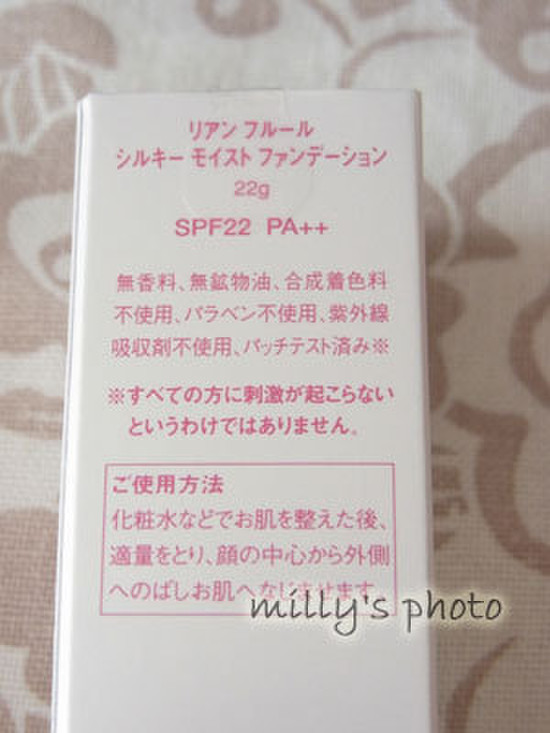 リアン フルール
シルキー モイスト ファンデーション
22g
SPF22 PA++
無香料、無鉱物油、合成着色料
不使用、パラベン不使用、紫外線
吸収剤不使用、パッチテスト済み※
※すべての方に刺激が起こらない
というわけではありません。
ご使用方法
化粧水などでお肌を整えた後、
適量をとり、顔の中心から外側
へのばしお肌へなじませます。
milly's photo